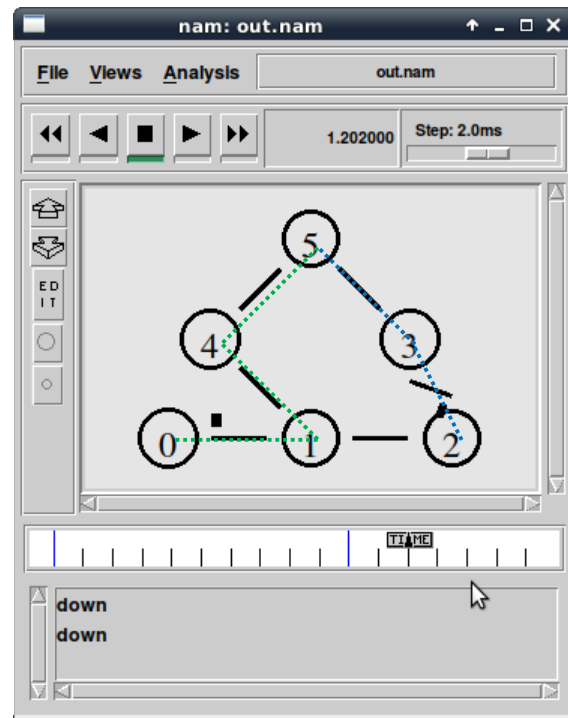 nam: out.nam
File Views Analysis out.nam
1.202000 Step: 2.0ms
ED
IT
5
4 3
0 1 2
TIME
down
down